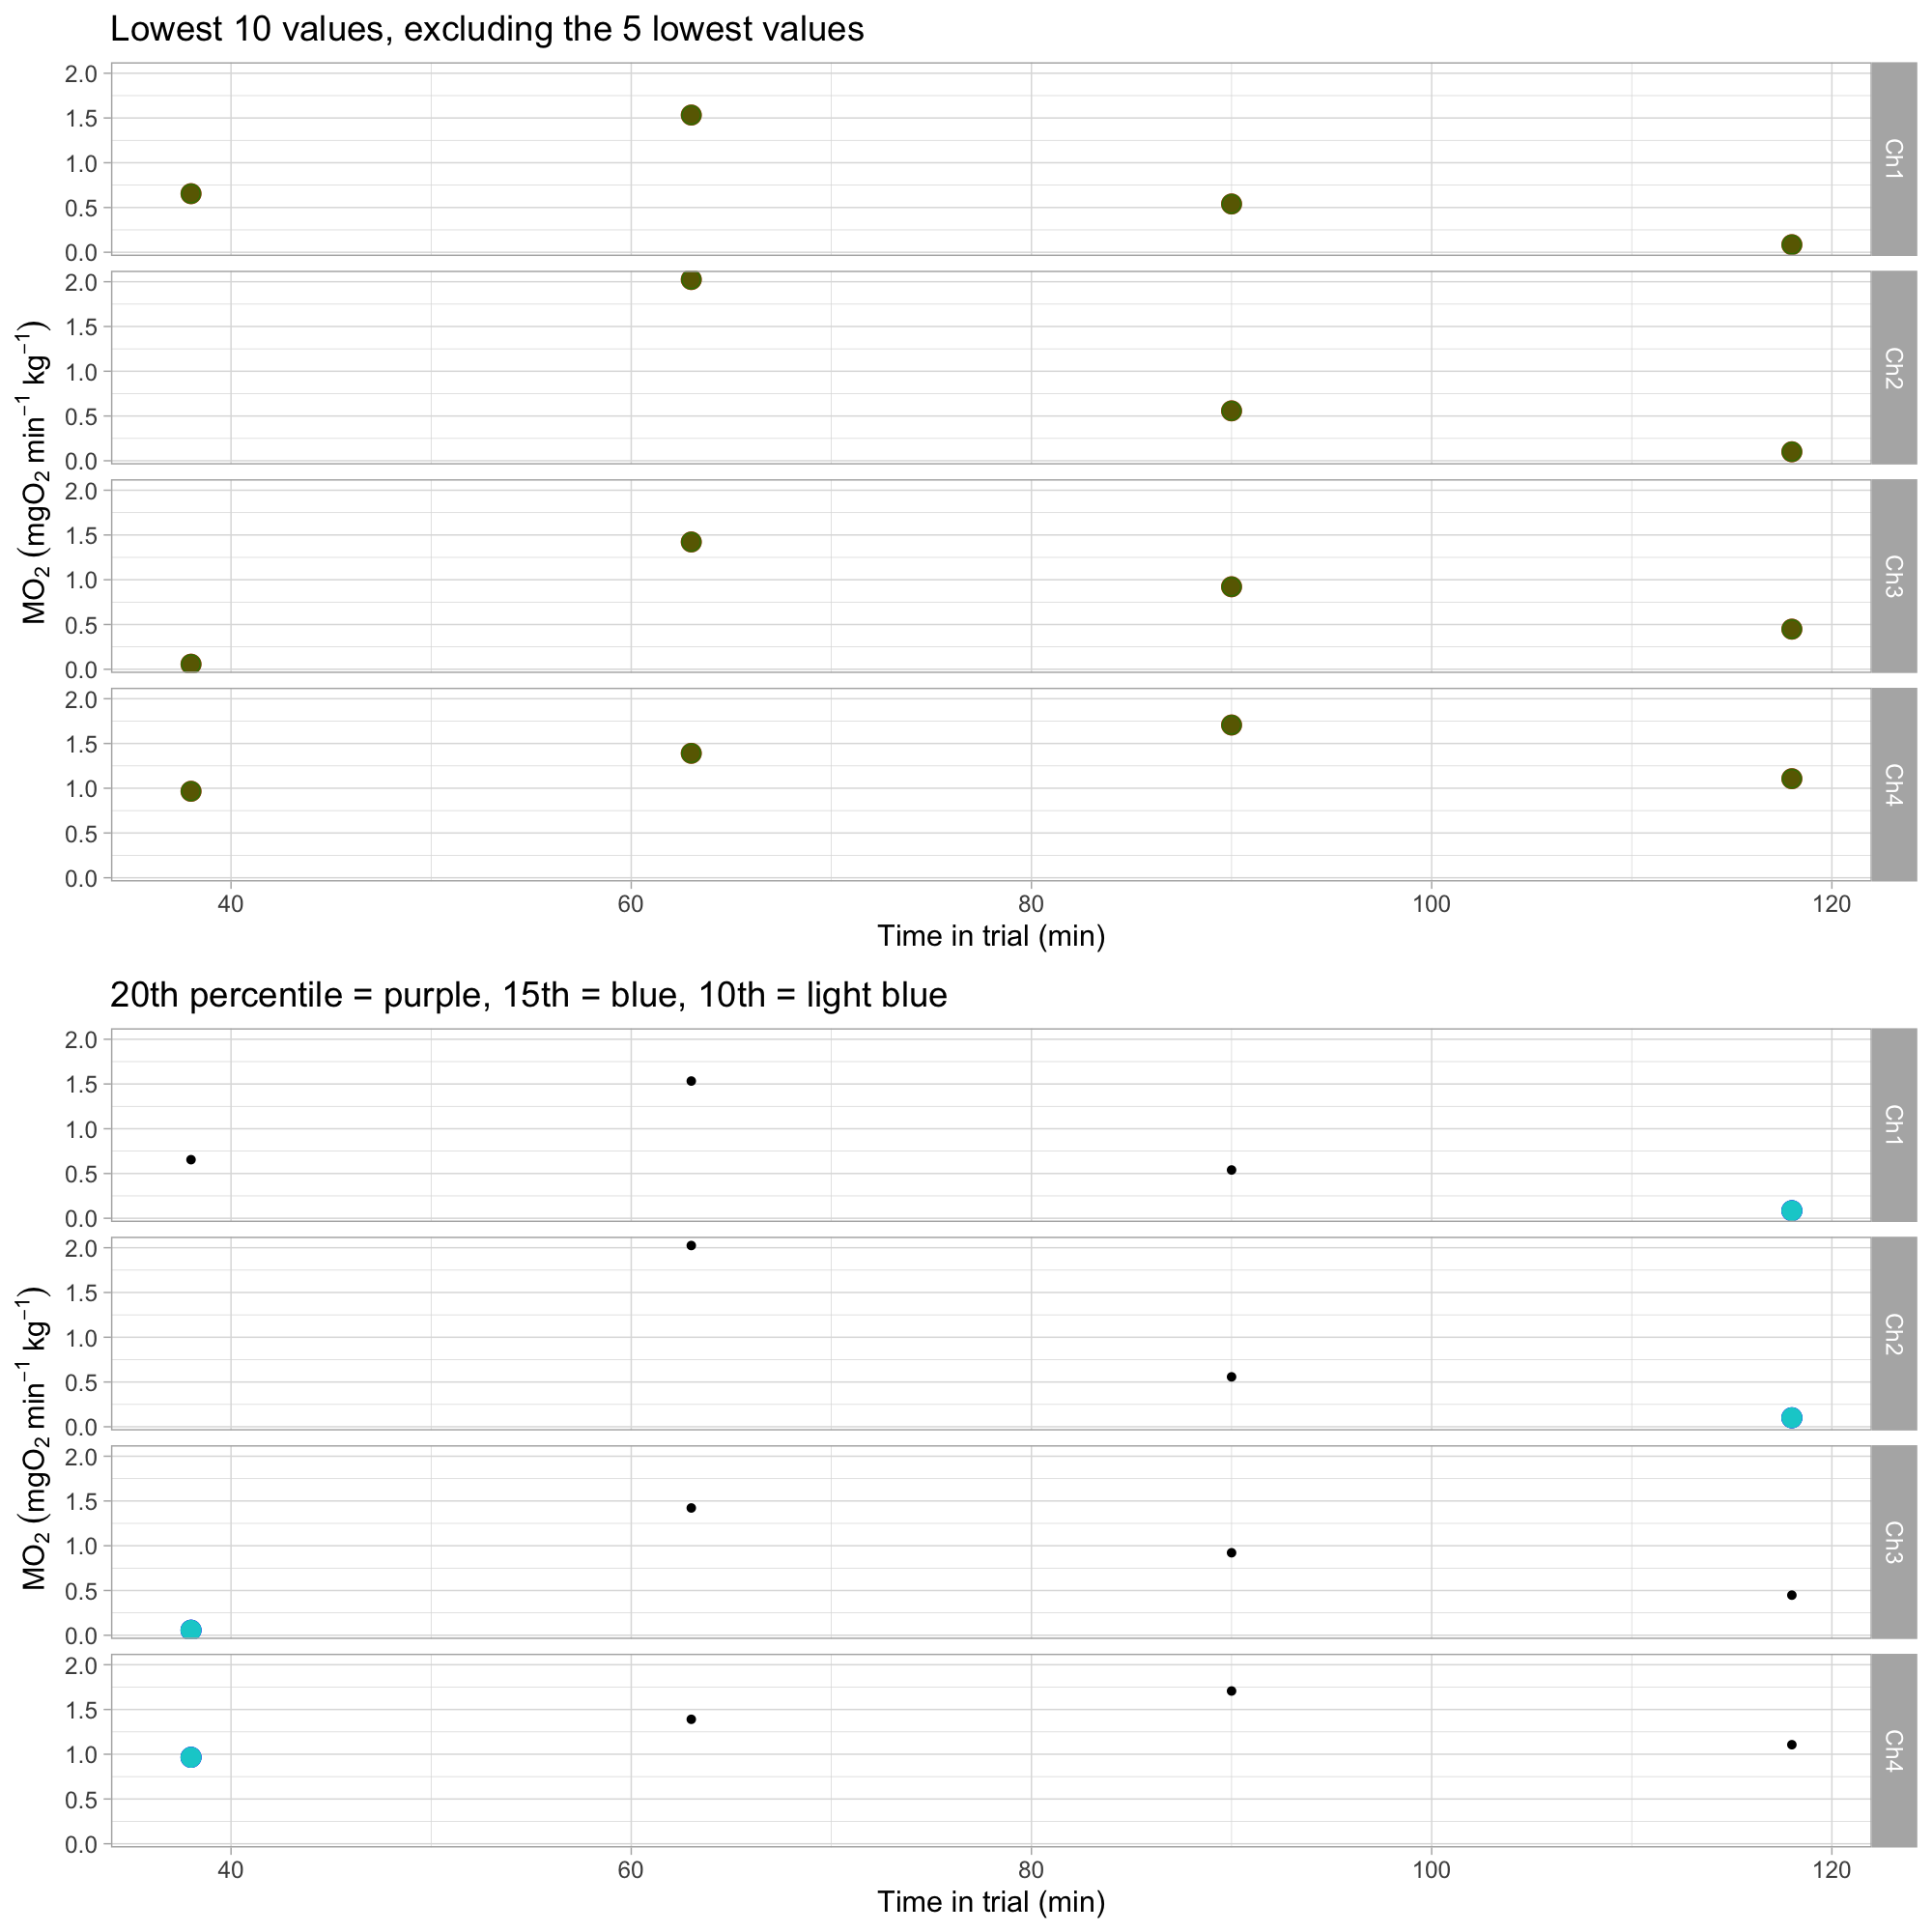 Lowest 10 values, excluding the 5 lowest values
2.0
1.5
1.0
0.5
0.0
Ch1
2.0
1.5
1.0
0.5
0.0
Ch2
2.0
1.5
1.0
0.5
0.0
Ch3
2.0
1.5
1.0
0.5
0.0
Ch4
MO₂ (mgO₂ min⁻¹ kg⁻¹)
40 60 80 100 120
Time in trial (min)
20th percentile = purple, 15th = blue, 10th = light blue
2.0
1.5
1.0
0.5
0.0
Ch1
2.0
1.5
1.0
0.5
0.0
Ch2
2.0
1.5
1.0
0.5
0.0
Ch3
2.0
1.5
1.0
0.5
0.0
Ch4
MO₂ (mgO₂ min⁻¹ kg⁻¹)
40 60 80 100 120
Time in trial (min)